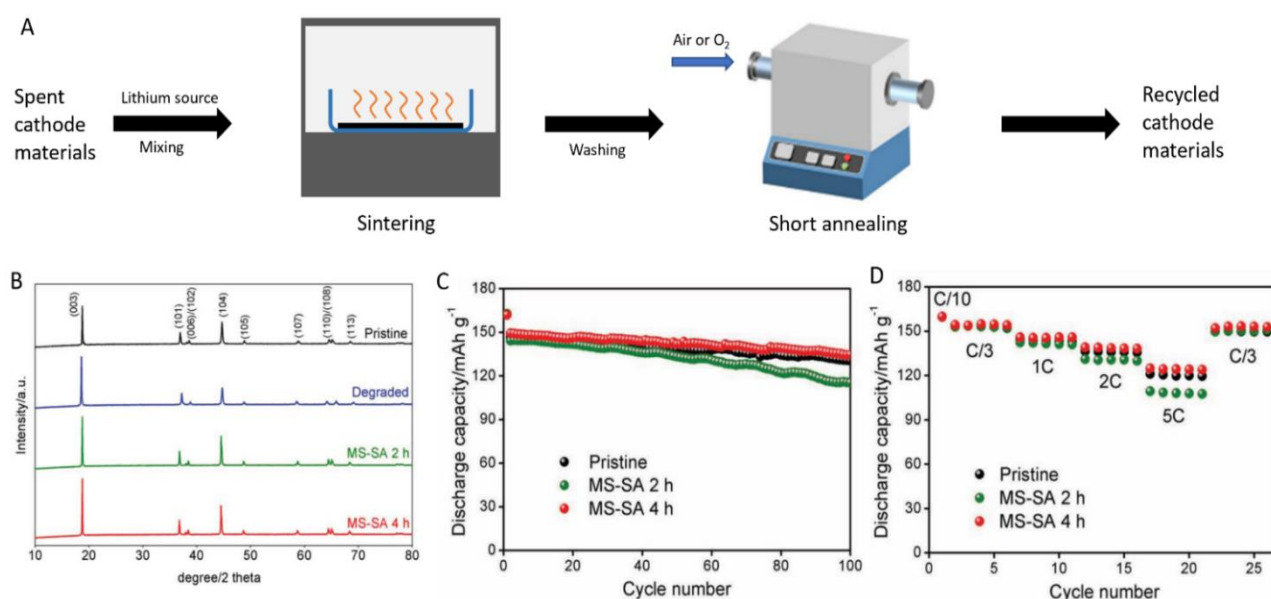 A
Spent
cathode
materials
Lithium source
Mixing
Sintering
Washing
Air or O₂
Short annealing
Recycled
cathode
materials
B
Intensity/a.u.
(003)
(101)
(006)/(102)
(104)
(105)
(107)
(110)/(108)
(113)
Pristine
Degraded
MS-SA 2 h
MS-SA 4 h
10 20 30 40 50 60 70 80
degree/2 theta
C
Discharge capacity/mAh g⁻¹
180
150
120
90
60
30
0
Pristine
MS-SA 2 h
MS-SA 4 h
0 20 40 60 80 100
Cycle number
D
Discharge capacity/mAh g⁻¹
180
150
120
90
60
30
0
C/10
C/3
1C
2C
5C
C/3
Pristine
MS-SA 2 h
MS-SA 4 h
0 5 10 15 20 25
Cycle number